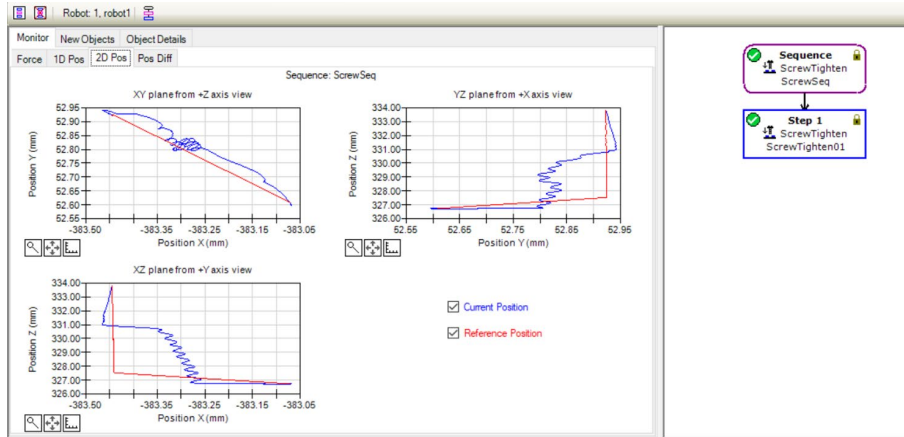 Robot: 1, robot1
Monitor New Objects Object Details
Force 1D Pos 2D Pos Pos Diff
Sequence: ScrewSeq
XY plane from +Z axis view
52.95
52.90
52.85
52.80
52.75
52.70
52.65
52.60
52.55
Position Y (mm)
-383.50 -383.35 -383.25 -383.15 -383.05
Position X (mm)
YZ plane from +X axis view
334.00
333.00
332.00
331.00
330.00
329.00
328.00
327.00
326.00
Position Z (mm)
52.55 52.65 52.75 52.85 52.95
Position Y (mm)
XZ plane from +Y axis view
334.00
333.00
332.00
331.00
330.00
329.00
328.00
327.00
326.00
Position Z (mm)
-383.50 -383.35 -383.25 -383.15 -383.05
Position X (mm)
Current Position
Reference Position
Sequence
ScrewTighten
ScrewSeq
Step 1
ScrewTighten
ScrewTighten01